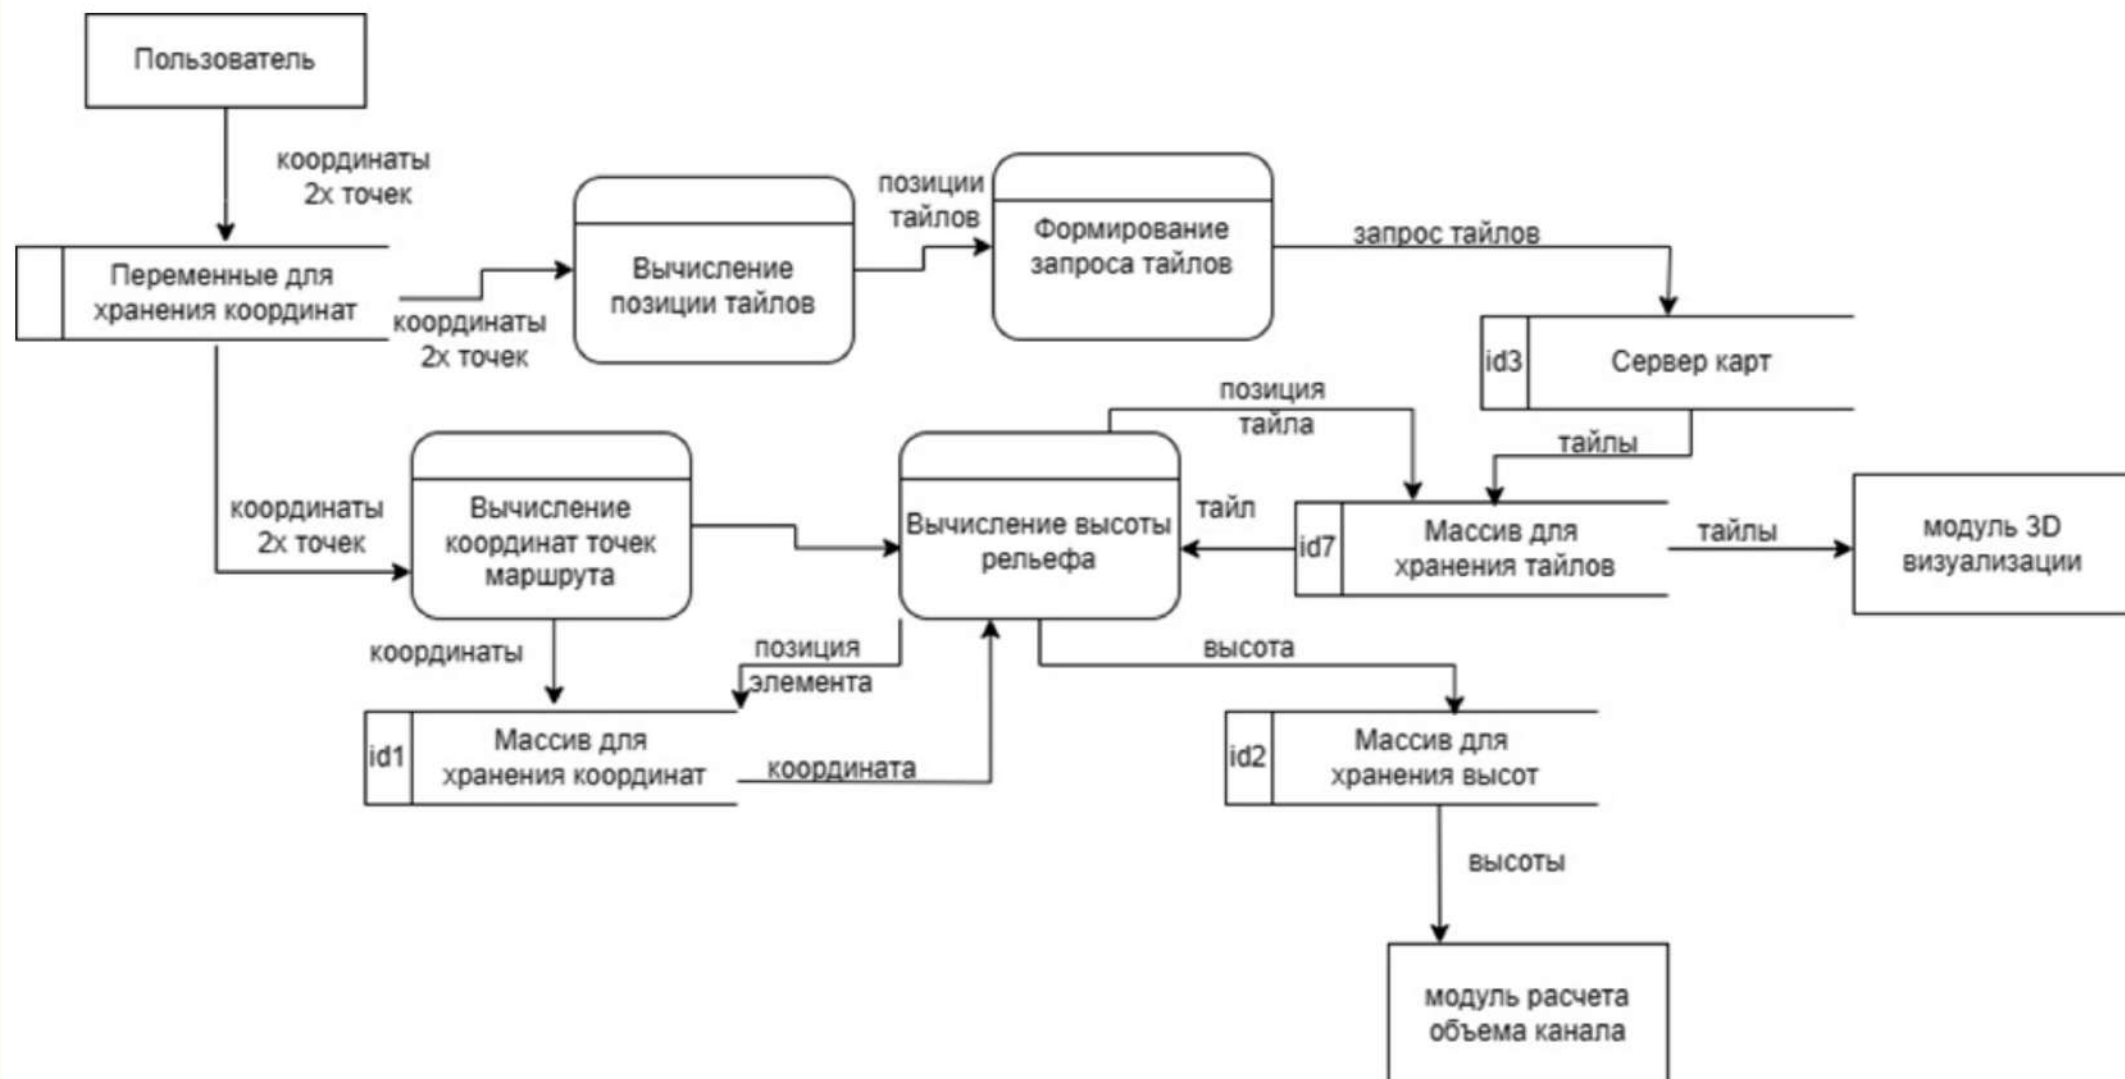 Пользователь
координаты
2х точек
Переменные для
хранения координат
координаты
2х точек
Вычисление
позиции тайлов
позиции
тайлов
Формирование
запроса тайлов
запрос тайлов
id3
Сервер карт
позиция
тайла
тайлы
координаты
2х точек
Вычисление
координат точек
маршрута
Вычисление высоты
рельефа
тайл
id7
Массив для
хранения тайлов
тайлы
модуль 3D
визуализации
координаты
позиция
элемента
высота
id1
Массив для
хранения координат
координата
id2
Массив для
хранения высот
высоты
модуль расчета
объема канала